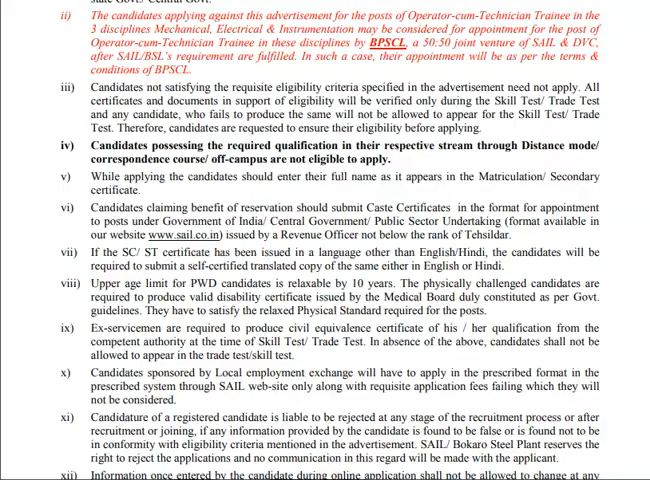 state Govt./ Central Govt.
ii) The candidates applying against this advertisement for the posts of Operator-cum-Technician Trainee in the
3 disciplines Mechanical, Electrical & Instrumentation may be considered for appointment for the post of
Operator-cum-Technician Trainee in these disciplines by BPSCL, a 50:50 joint venture of SAIL & DVC,
after SAIL/BSL's requirement are fulfilled. In such a case, their appointment will be as per the terms &
conditions of BPSCL.
iii) Candidates not satisfying the requisite eligibility criteria specified in the advertisement need not apply. All
certificates and documents in support of eligibility will be verified only during the Skill Test/ Trade Test
and any candidate, who fails to produce the same will not be allowed to appear for the Skill Test/ Trade
Test. Therefore, candidates are requested to ensure their eligibility before applying.
iv) Candidates possessing the required qualification in their respective stream through Distance mode/
correspondence course/ off-campus are not eligible to apply.
v) While applying the candidates should enter their full name as it appears in the Matriculation/ Secondary
certificate.
vi) Candidates claiming benefit of reservation should submit Caste Certificates in the format for appointment
to posts under Government of India/ Central Government/ Public Sector Undertaking (format available in
our website www.sail.co.in) issued by a Revenue Officer not below the rank of Tehsildar.
vii) If the SC/ ST certificate has been issued in a language other than English/Hindi, the candidates will be
required to submit a self-certified translated copy of the same either in English or Hindi.
viii) Upper age limit for PWD candidates is relaxable by 10 years. The physically challenged candidates are
required to produce valid disability certificate issued by the Medical Board duly constituted as per Govt.
guidelines. They have to satisfy the relaxed Physical Standard required for the posts.
ix) Ex-servicemen are required to produce civil equivalence certificate of his / her qualification from the
competent authority at the time of Skill Test/ Trade Test. In absence of the above, candidates shall not be
allowed to appear in the trade test/skill test.
x) Candidates sponsored by Local employment exchange will have to apply in the prescribed format in the
prescribed system through SAIL web-site only along with requisite application fees failing which they will
not be considered.
xi) Candidature of a registered candidate is liable to be rejected at any stage of the recruitment process or after
recruitment or joining, if any information provided by the candidate is found to be false or is found not to be
in conformity with eligibility criteria mentioned in the advertisement. SAIL/ Bokaro Steel Plant reserves the
right to reject the applications and no communication in this regard will be made with the applicant.
xii) Information once entered by the candidate during online application shall not be allowed to change at any